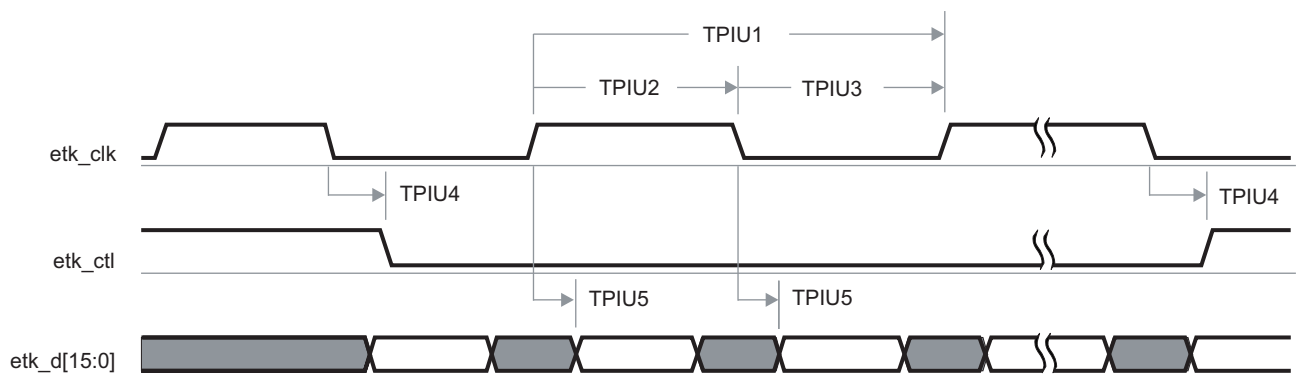 TPIU1
TPIU2
TPIU3
etk_clk
TPIU4
TPIU4
etk_ctl
TPIU5
TPIU5
etk_d[15:0]